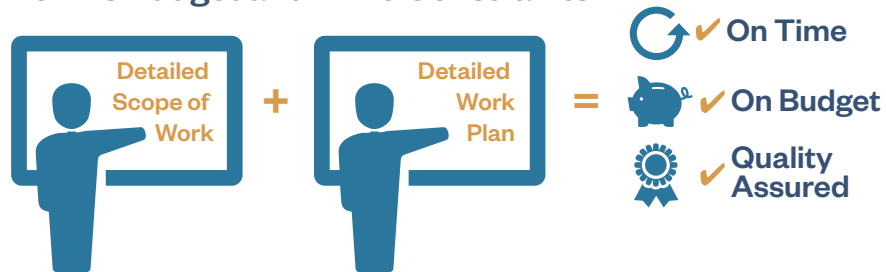 Detailed
Scope of
Work
+
Detailed
Work
Plan
=
✔ On Time
✔ On Budget
✔ Quality
Assured